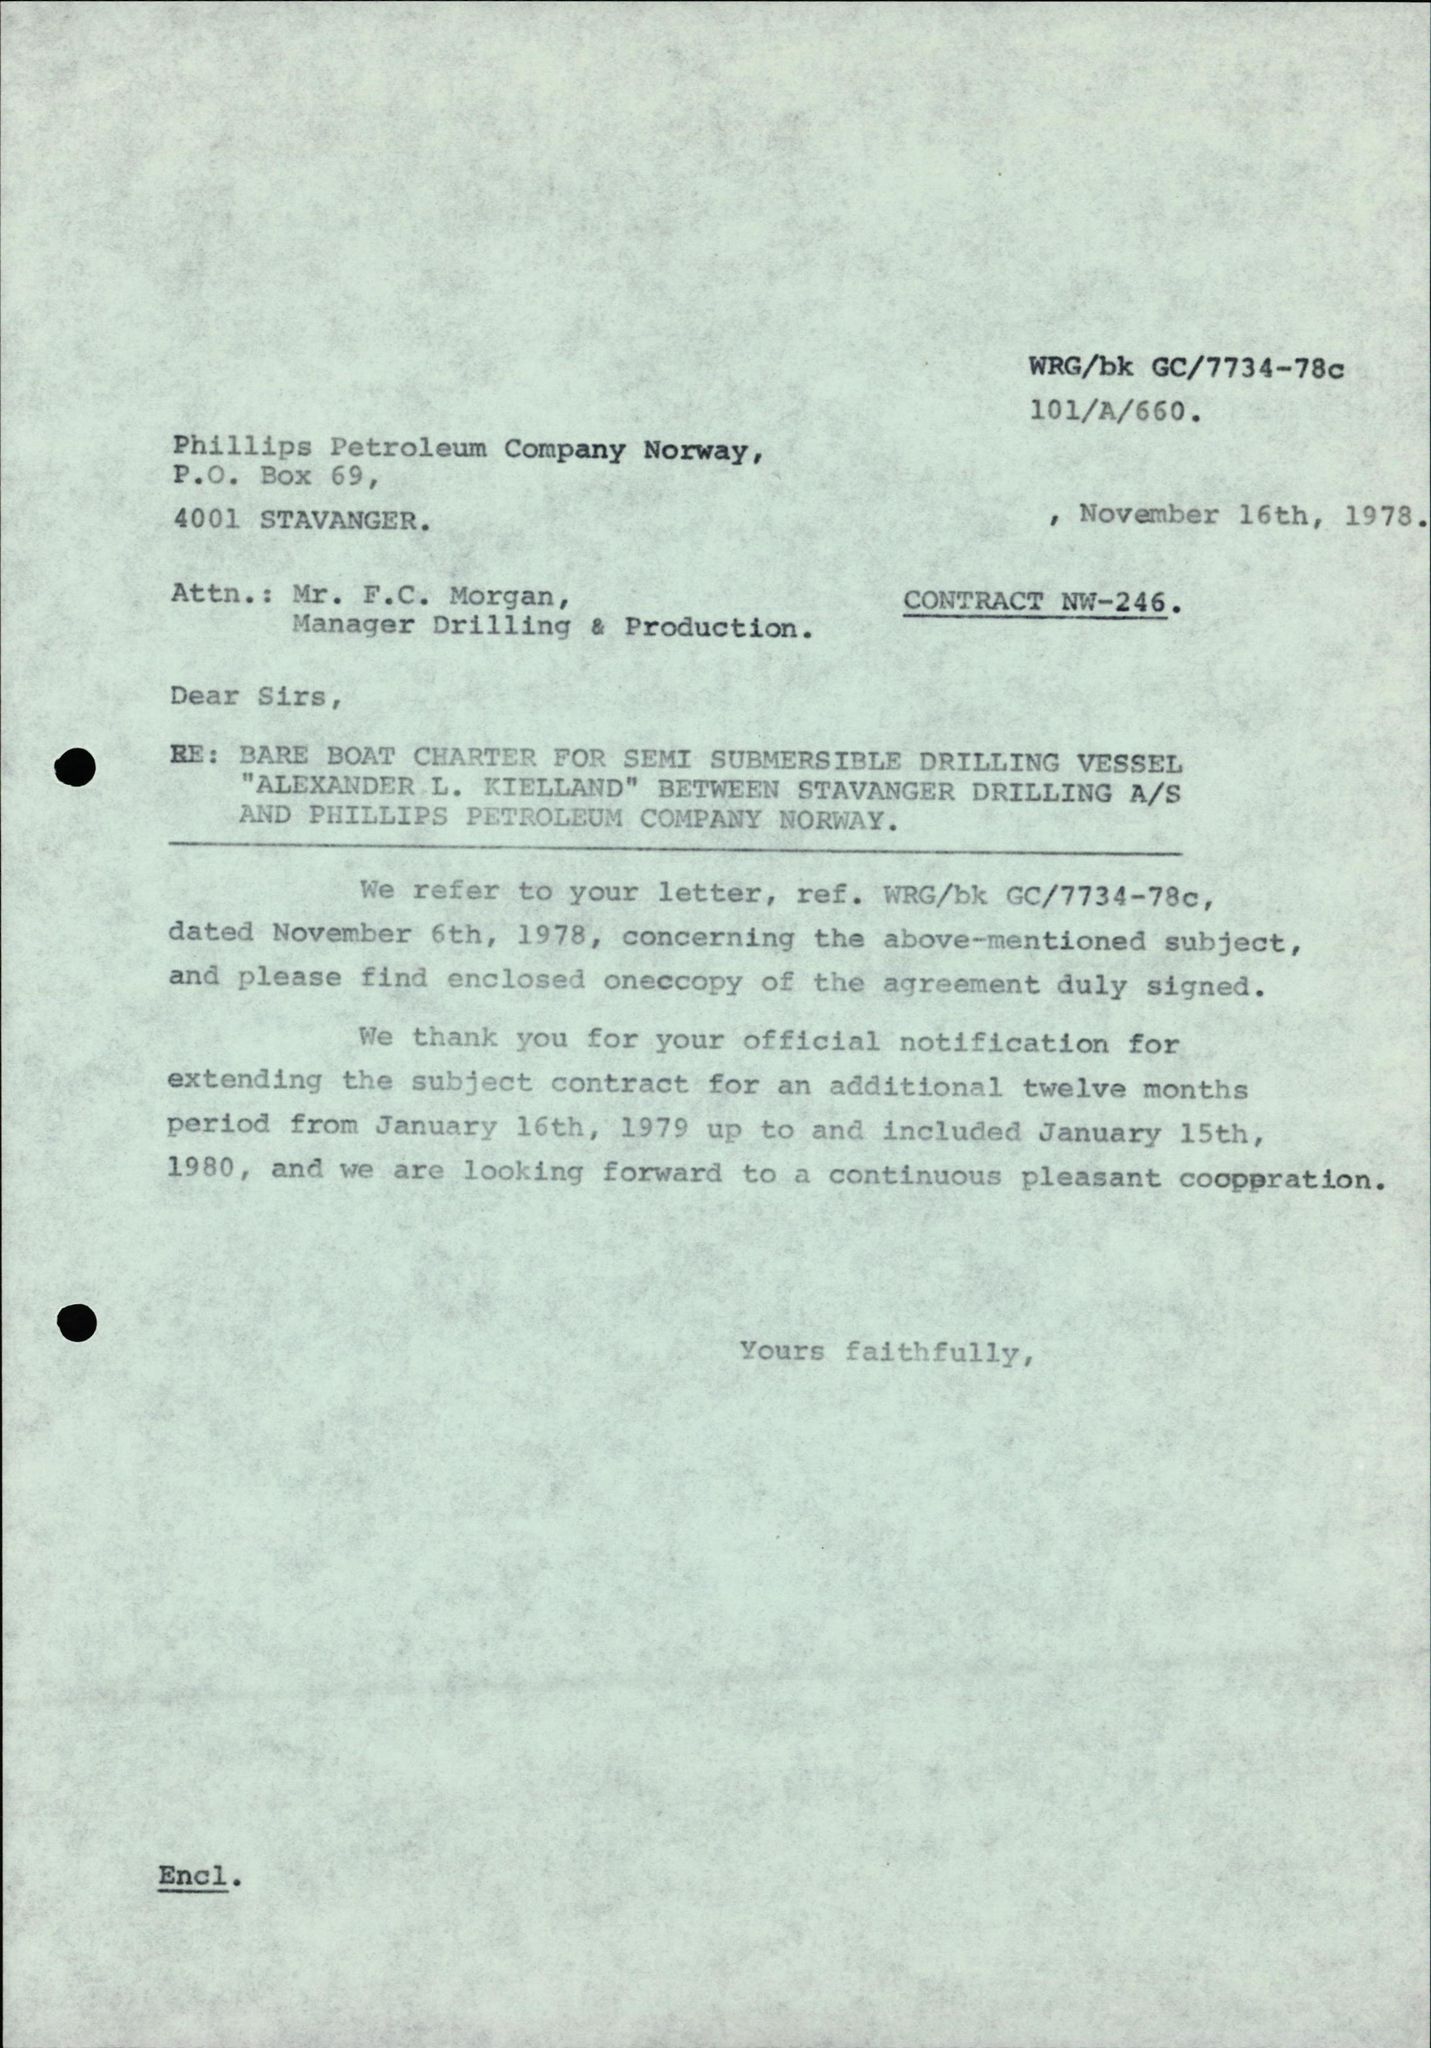 WRG/bk GC/7734-78c
101/A/660.
Phillips Petroleum Company Norway,
P.O. Box 69,
4001 STAVANGER.
, November 16th, 1978.
Attn.: Mr. F.C. Morgan,
Manager Drilling & Production.
CONTRACT NW-246.
Dear Sirs,
RE: BARE BOAT CHARTER FOR SEMI SUBMERSIBLE DRILLING VESSEL
"ALEXANDER L. KIELLAND" BETWEEN STAVANGER DRILLING A/S
AND PHILLIPS PETROLEUM COMPANY NORWAY.
We refer to your letter, ref. WRG/bk GC/7734-78c,
dated November 6th, 1978, concerning the above-mentioned subject,
and please find enclosed oneccopy of the agreement duly signed.
We thank you for your official notification for
extending the subject contract for an additional twelve months
period from January 16th, 1979 up to and included January 15th,
1980, and we are looking forward to a continuous pleasant cooperation.
Yours faithfully,
Encl.